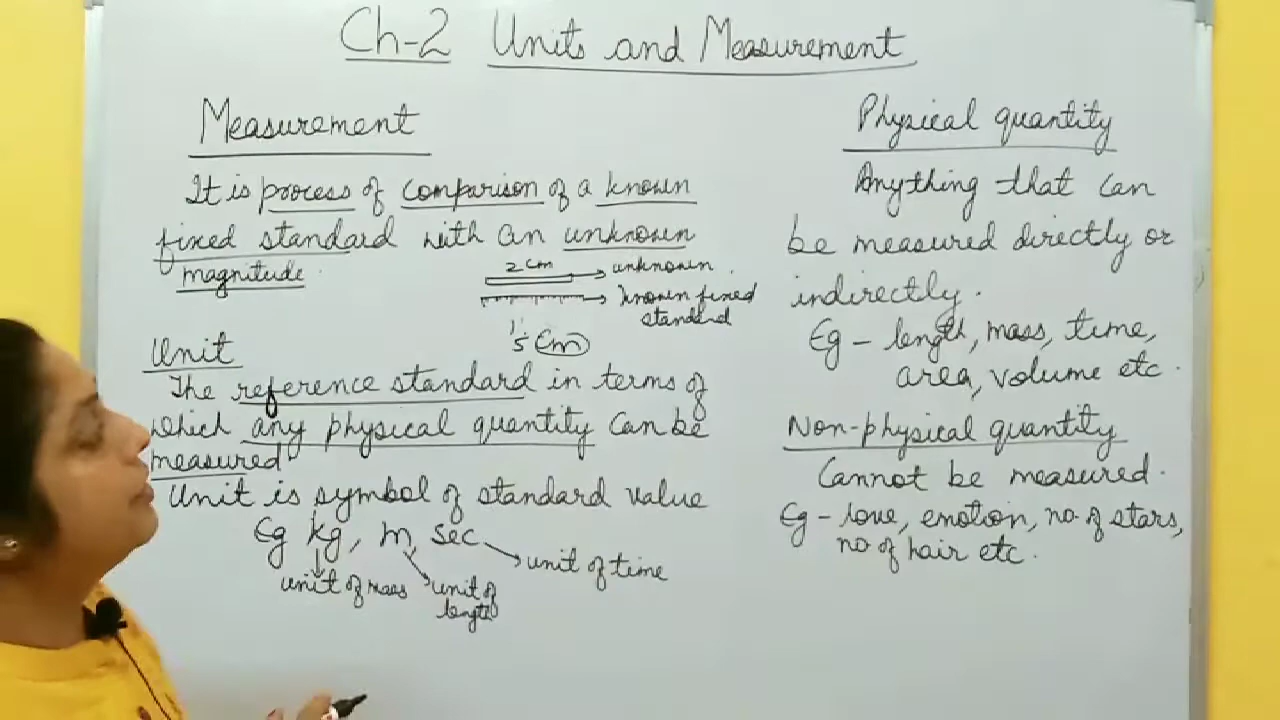 Ch-2 Units and Measurement
Measurement
It is process of comparison of a known
fixed standard with an unknown
magnitude.
2 cm
unknown
known fixed
standard
5 cm
Unit
The reference standard in terms of
which any physical quantity can be
measured
Unit is symbol of standard value
Eg kg, m, sec
unit of time
unit of mass
unit of
length
Physical quantity
Anything that can
be measured directly or
indirectly.
Eg - length, mass, time,
area, volume etc.
Non-physical quantity
Cannot be measured.
Eg - love, emotion, no. of stars,
no of hair etc.